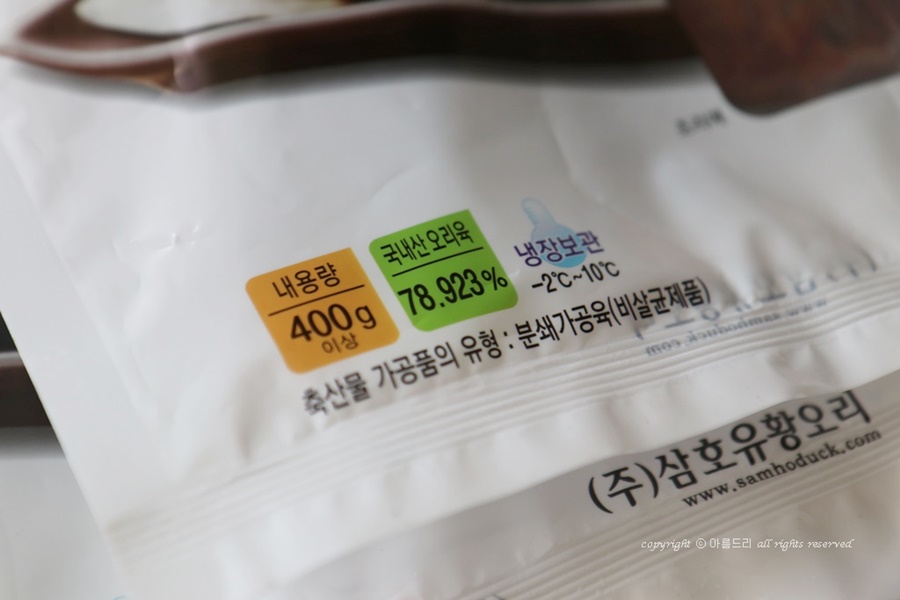 내용량
400g
이상
국내산 오리육
78.923%
냉장보관
-2℃~10℃
축산물 가공품의 유형 : 분쇄가공육(비살균제품)
(주)삼호유황오리
www.samhoduck.com
copyright ⓒ 아름드리 all rights reserved